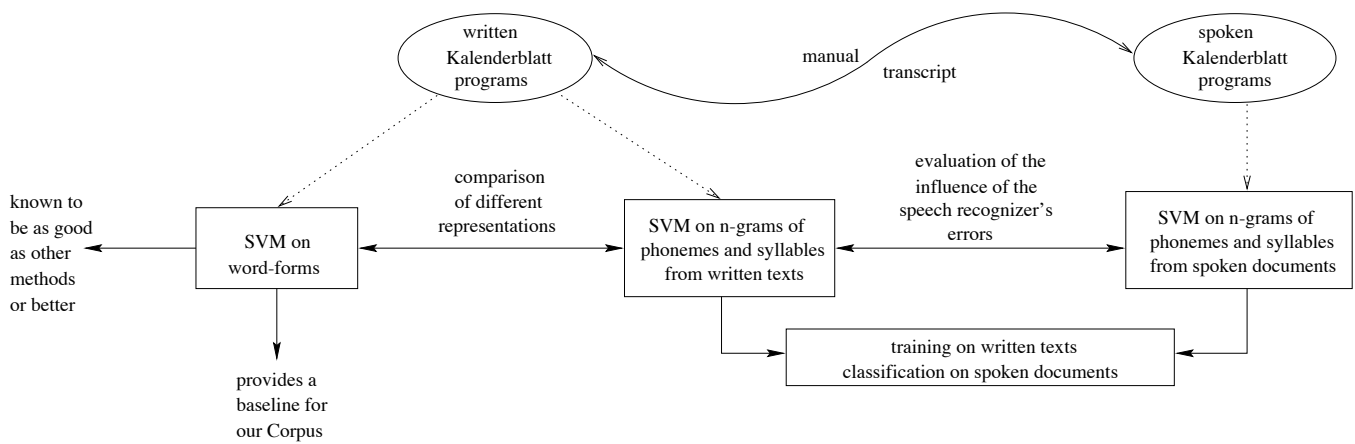 written
Kalenderblatt
programs
manual
transcript
spoken
Kalenderblatt
programs
known to
be as good
as other
methods
or better
SVM on
word-forms
comparison
of different
representations
SVM on n-grams of
phonemes and syllables
from written texts
evaluation of the
influence of the
speech recognizer's
errors
SVM on n-grams of
phonemes and syllables
from spoken documents
training on written texts
classification on spoken documents
provides a
baseline for
our Corpus